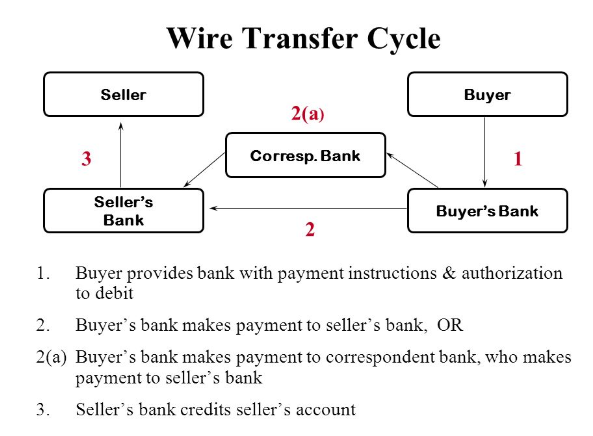 Wire Transfer Cycle
Seller
Buyer
2(a)
Corresp. Bank
3
1
Seller's
Bank
Buyer's Bank
2
1. Buyer provides bank with payment instructions & authorization
to debit
2. Buyer's bank makes payment to seller's bank, OR
2(a) Buyer's bank makes payment to correspondent bank, who makes
payment to seller's bank
3. Seller's bank credits seller's account